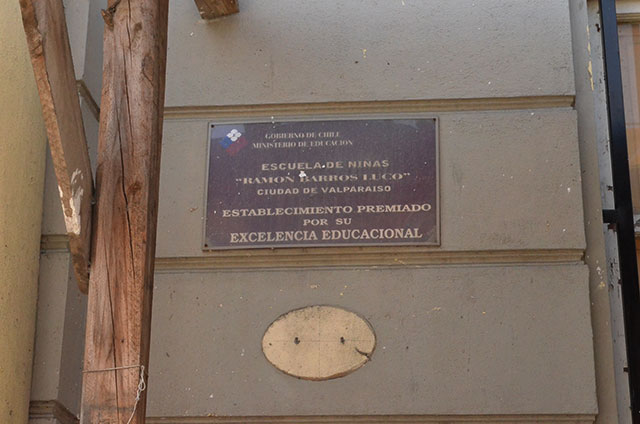 GOBIERNO DE CHILE
MINISTERIO DE EDUCACION
ESCUELA DE NIÑAS
"RAMON BARROS LUCO"
CIUDAD DE VALPARAISO
ESTABLECIMIENTO PREMIADO
POR SU
EXCELENCIA EDUCACIONAL